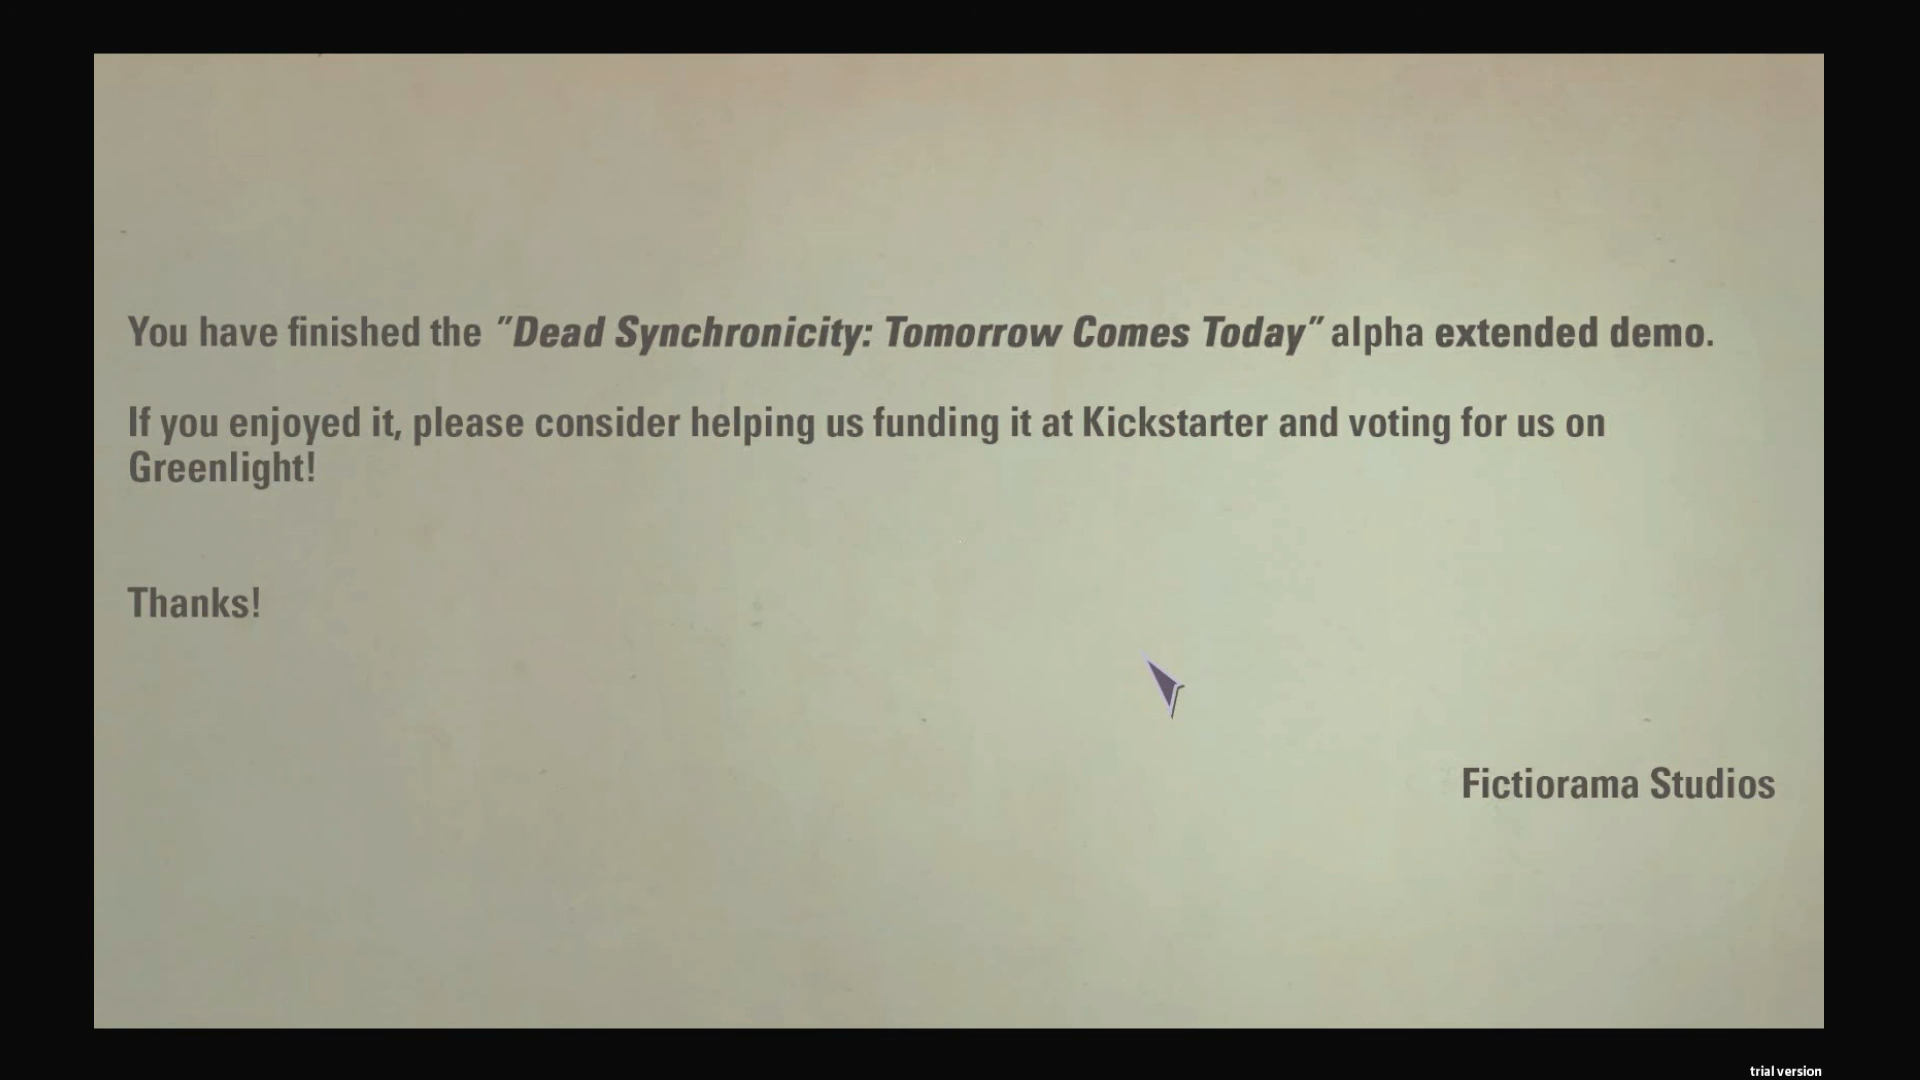 You have finished the "Dead Synchronicity: Tomorrow Comes Today" alpha extended demo.
If you enjoyed it, please consider helping us funding it at Kickstarter and voting for us on
Greenlight!
Thanks!
Fictiorama Studios
trial version